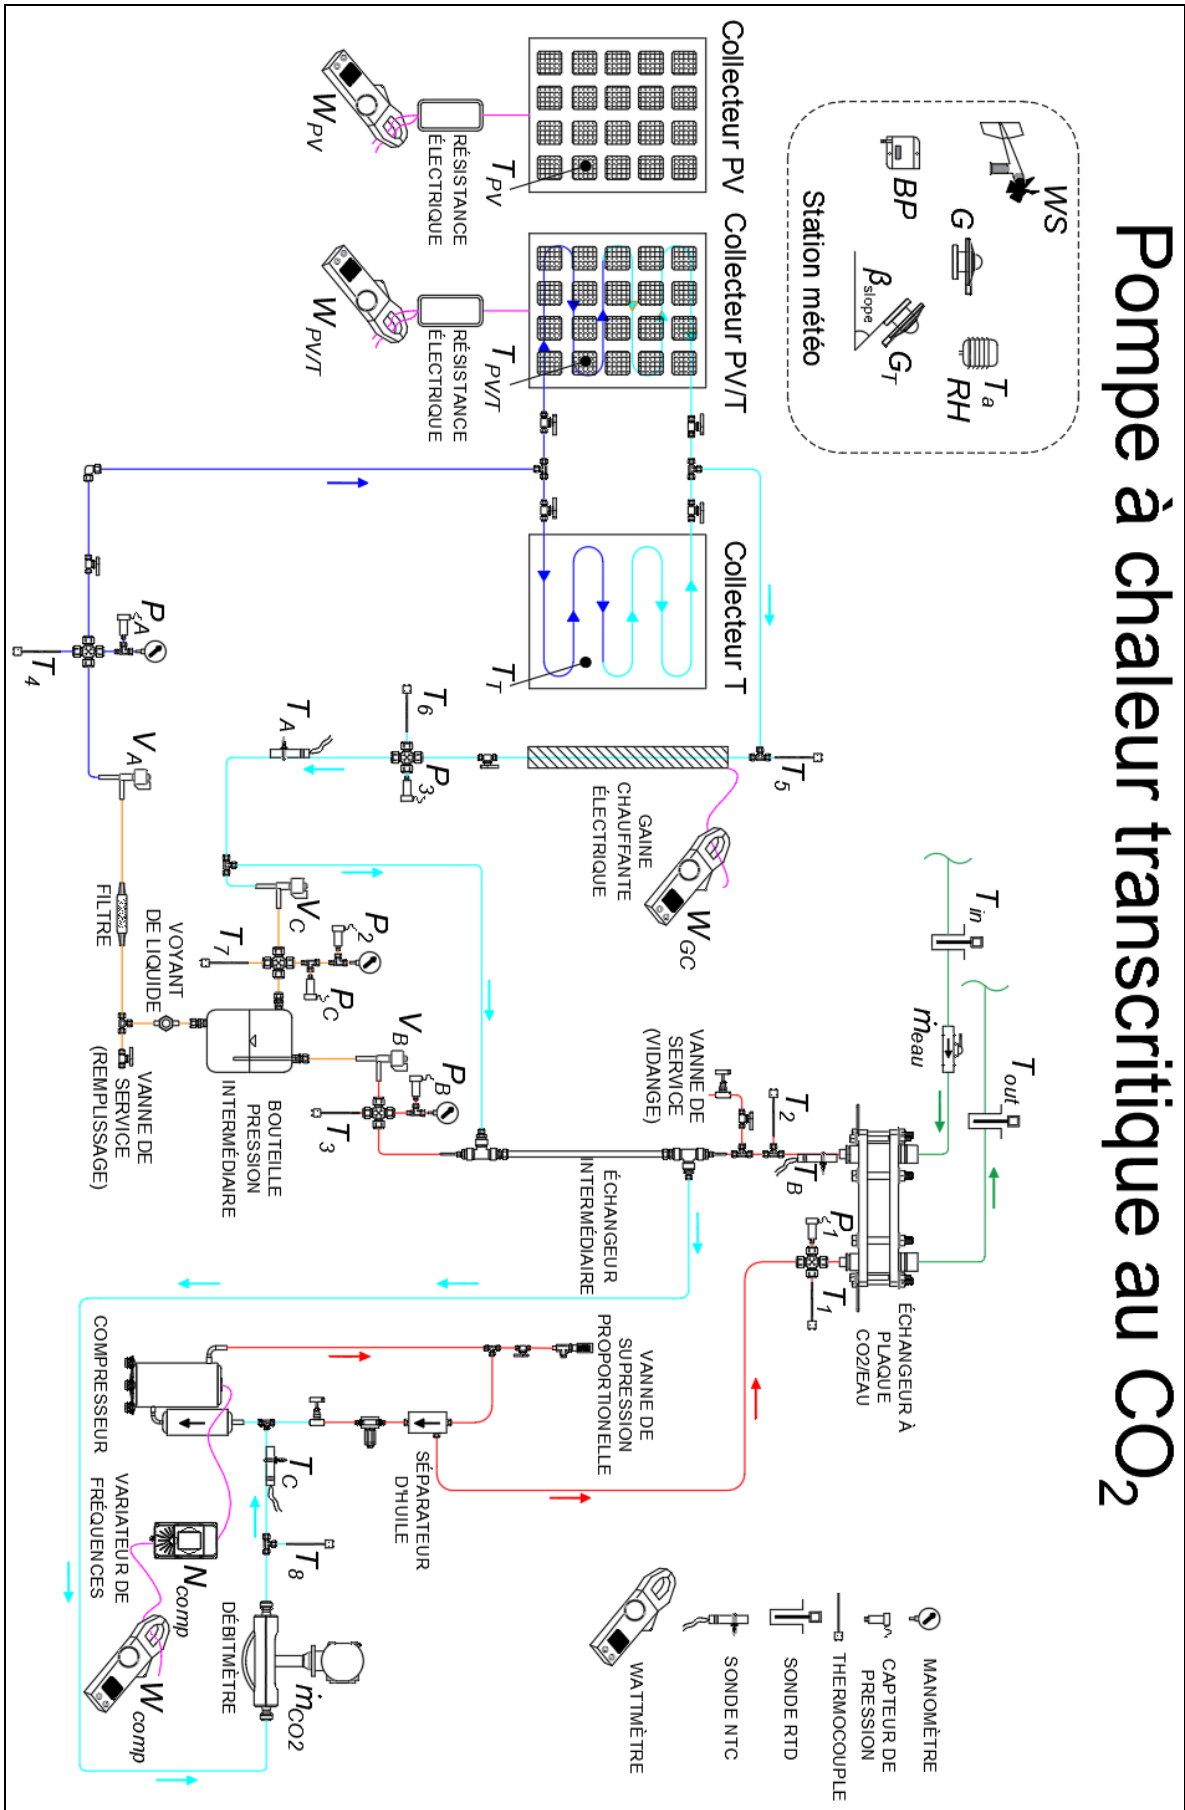 Pompe à chaleur transcritique au CO2
WS
BP
G
βslope
GT
Ta
RH
Station météo
Collecteur PV
TPV
RÉSISTANCE
ÉLECTRIQUE
WPV
Collecteur PV/T
TPV/T
RÉSISTANCE
ÉLECTRIQUE
WPV/T
Collecteur T
TT
T5
GAINE
CHAUFFANTE
ÉLECTRIQUE
WGC
T6
P3
TA
PA
T4
VA
FILTRE
VOYANT
DE LIQUIDE
VANNE DE
SERVICE
(REMPLISSAGE)
VC
P2
PC
T7
BOUTEILLE
PRESSION
INTERMÉDIAIRE
VB
PB
T3
ÉCHANGEUR
INTERMÉDIAIRE
VANNE DE
SERVICE
(VIDANGE)
T2
TB
Tin
ṁeau
Tout
P1
T1
ÉCHANGEUR À
PLAQUE
CO2/EAU
VANNE DE
SUPRESSION
PROPORTIONELLE
SÉPARATEUR
D'HUILE
COMPRESSEUR
TC
T8
VARIATEUR DE
FRÉQUENCES
Ncomp
Wcomp
DÉBITMÈTRE
ṁCO2
MANOMÈTRE
CAPTEUR DE
PRESSION
THERMOCOUPLE
SONDE RTD
SONDE NTC
WATTMÈTRE